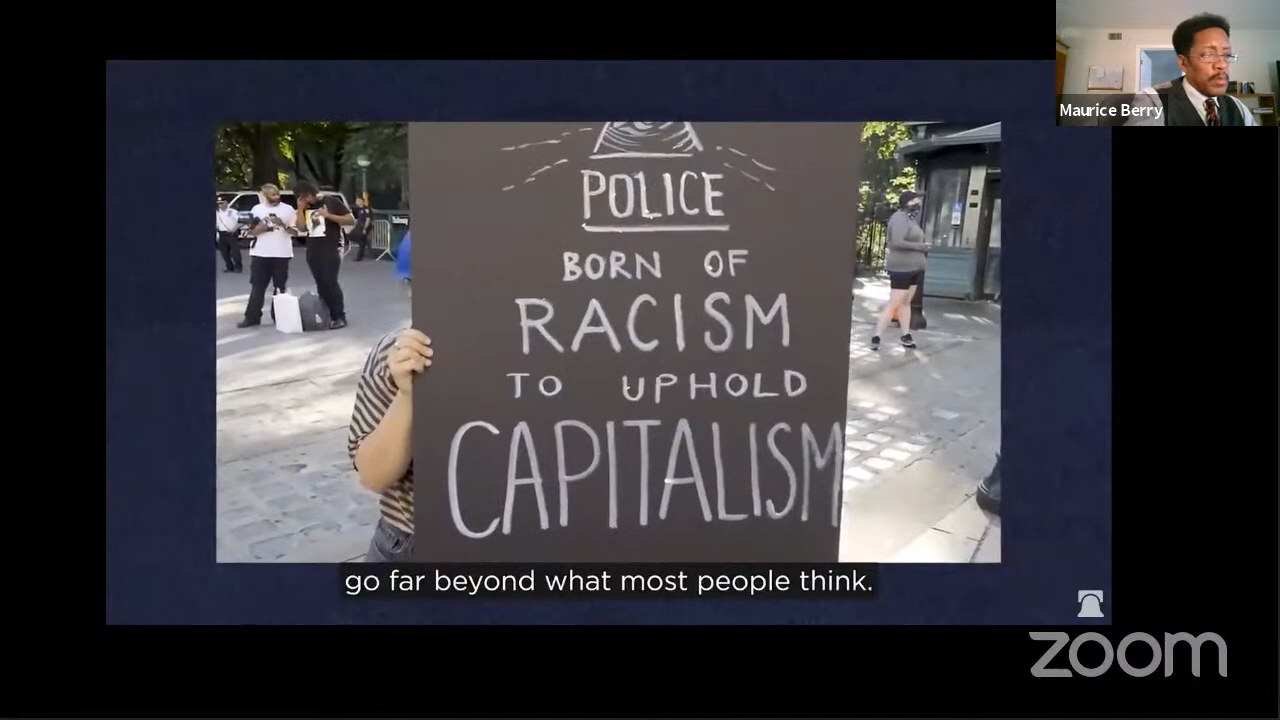 Maurice Berry
POLICE
BORN OF
RACISM
TO UPHOLD
CAPITALISM
go far beyond what most people think.
zoom